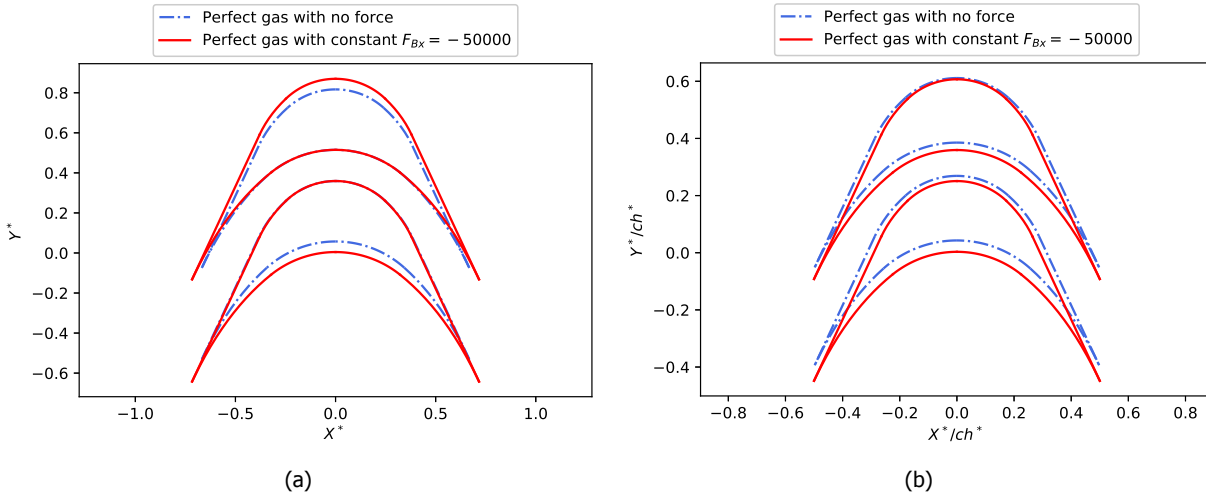 Perfect gas with no force
Perfect gas with constant $F_{Bx} = -50000$
0.8
0.6
0.4
0.2
0.0
−0.2
−0.4
−0.6
$Y^*$
−1.0 −0.5 0.0 0.5 1.0
$X^*$
(a)
Perfect gas with no force
Perfect gas with constant $F_{Bx} = -50000$
0.6
0.4
0.2
0.0
−0.2
−0.4
$Y^*/ch^*$
−0.8 −0.6 −0.4 −0.2 0.0 0.2 0.4 0.6 0.8
$X^*/ch^*$
(b)